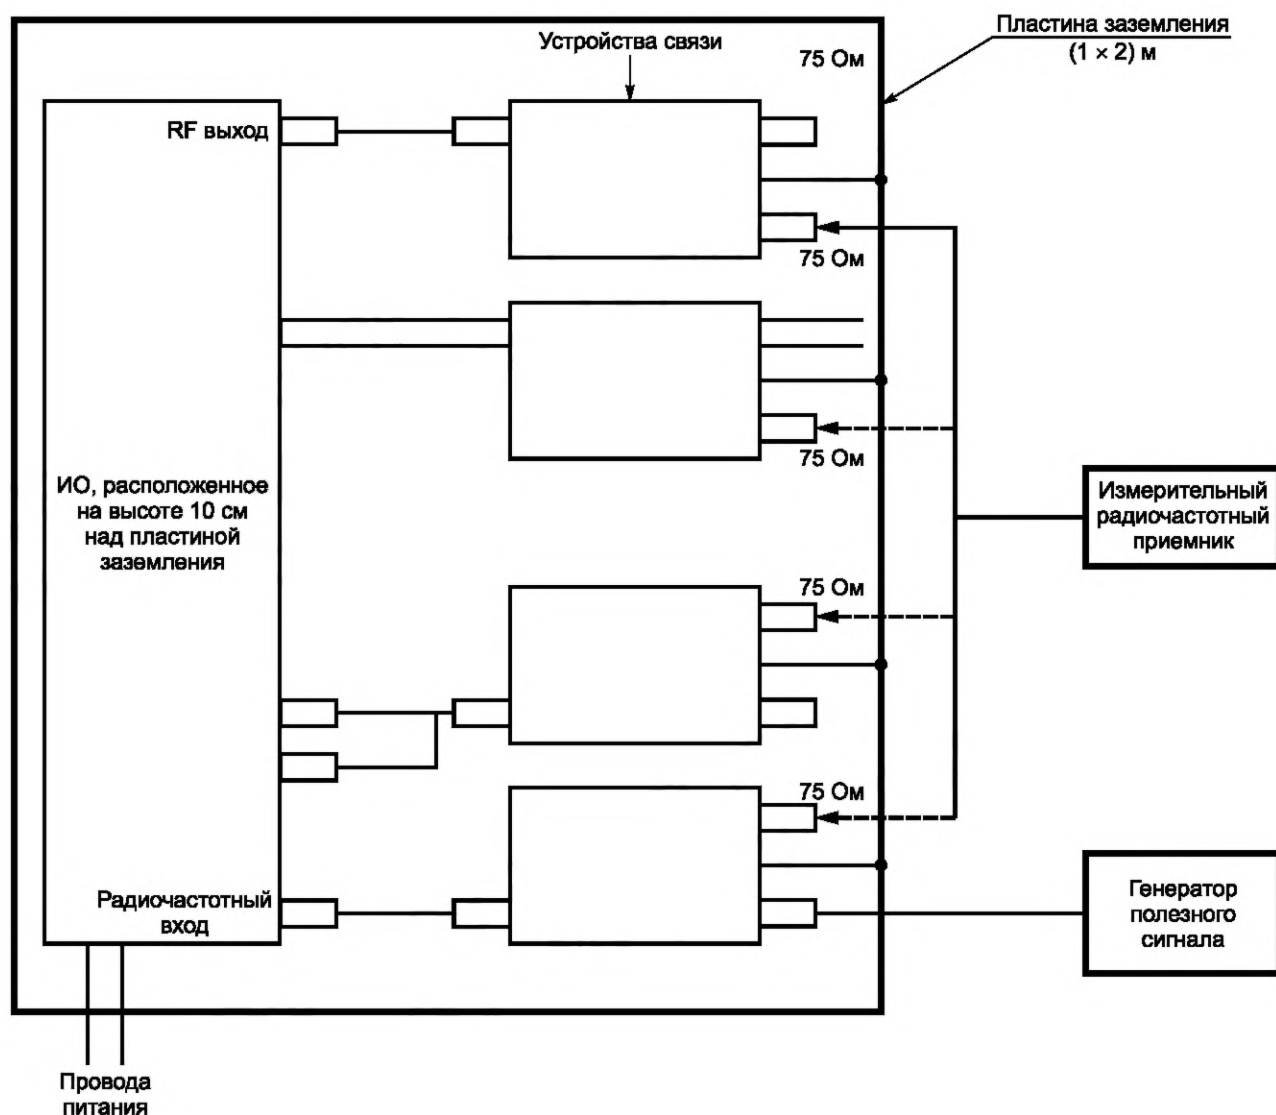 Пластина заземления
(1 × 2) м
Устройства связи
75 Ом
RF выход
75 Ом
75 Ом
ИО, расположенное
на высоте 10 см
над пластиной
заземления
Измерительный
радиочастотный
приемник
75 Ом
75 Ом
Радиочастотный
вход
Генератор
полезного
сигнала
Провода
питания